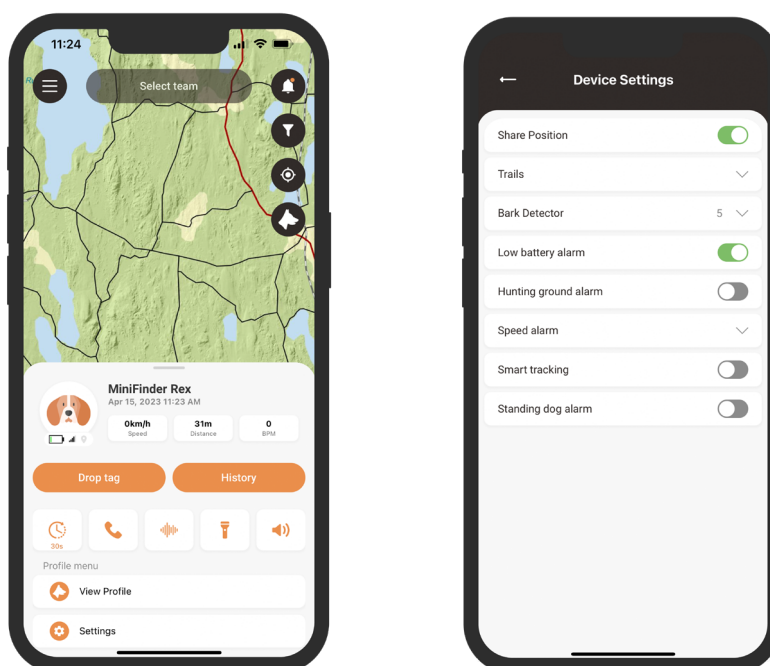 11:24
Select team
MiniFinder Rex
Apr 15, 2023 11:23 AM
0km/h
Speed
31m
Distance
0
BPM
Drop tag
History
30s
Profile menu
View Profile
Settings
Device Settings
Share Position
Trails
Bark Detector
5
Low battery alarm
Hunting ground alarm
Speed alarm
Smart tracking
Standing dog alarm